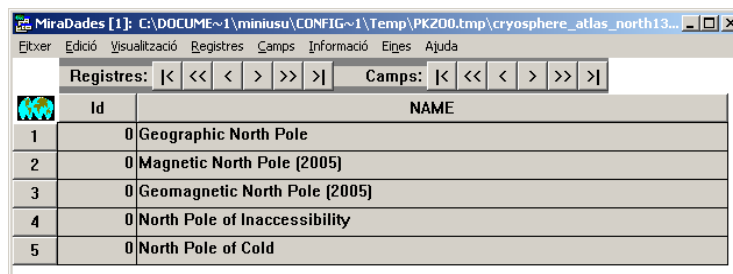 MiraDades [1]: C:\DOCUME~1\miniusu\CONFIG~1\Temp\PKZ00.tmp\cryosphere_atlas_north13...
Fitxer Edició Visualització Registres Camps Informació Eines Ajuda
Registres: |< << < > >> >| Camps: |< << < > >> >|
Id NAME
1 0 Geographic North Pole
2 0 Magnetic North Pole (2005)
3 0 Geomagnetic North Pole (2005)
4 0 North Pole of Inaccessibility
5 0 North Pole of Cold